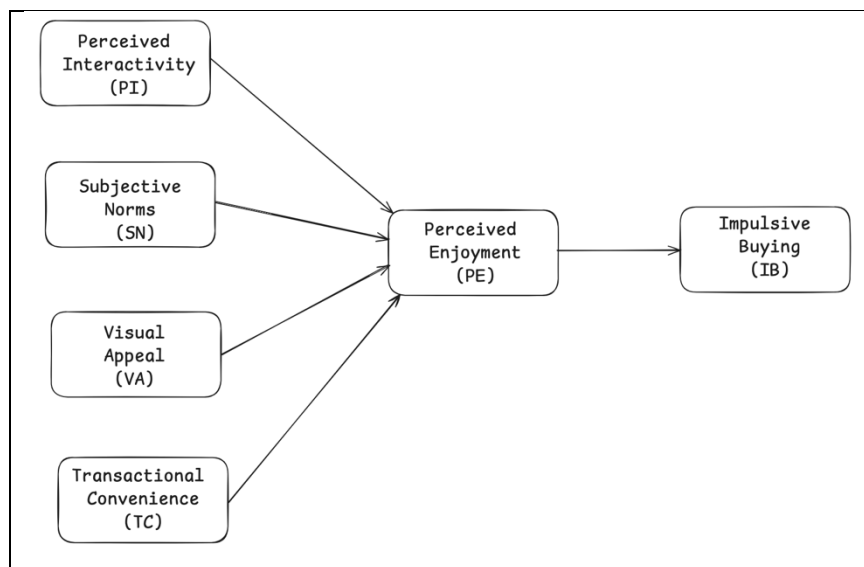 Perceived
Interactivity
(PI)
Subjective
Norms
(SN)
Visual
Appeal
(VA)
Transactional
Convenience
(TC)
Perceived
Enjoyment
(PE)
Impulsive
Buying
(IB)